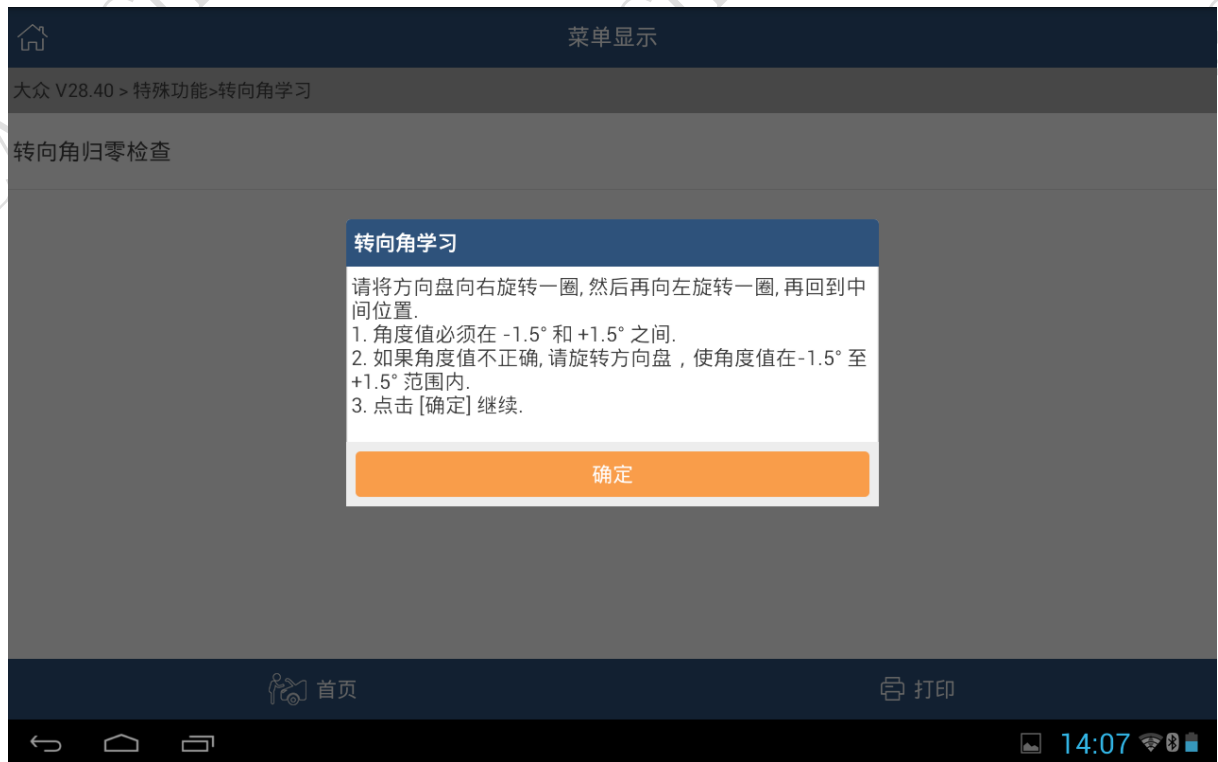 菜单显示
大众 V28.40 > 特殊功能>转向角学习
转向角归零检查
转向角学习
请将方向盘向右旋转一圈, 然后再向左旋转一圈, 再回到中
间位置.
1. 角度值必须在 -1.5° 和 +1.5° 之间.
2. 如果角度值不正确, 请旋转方向盘 , 使角度值在-1.5° 至
+1.5° 范围内.
3. 点击 [确定] 继续.
确定
首页
打印
14:07